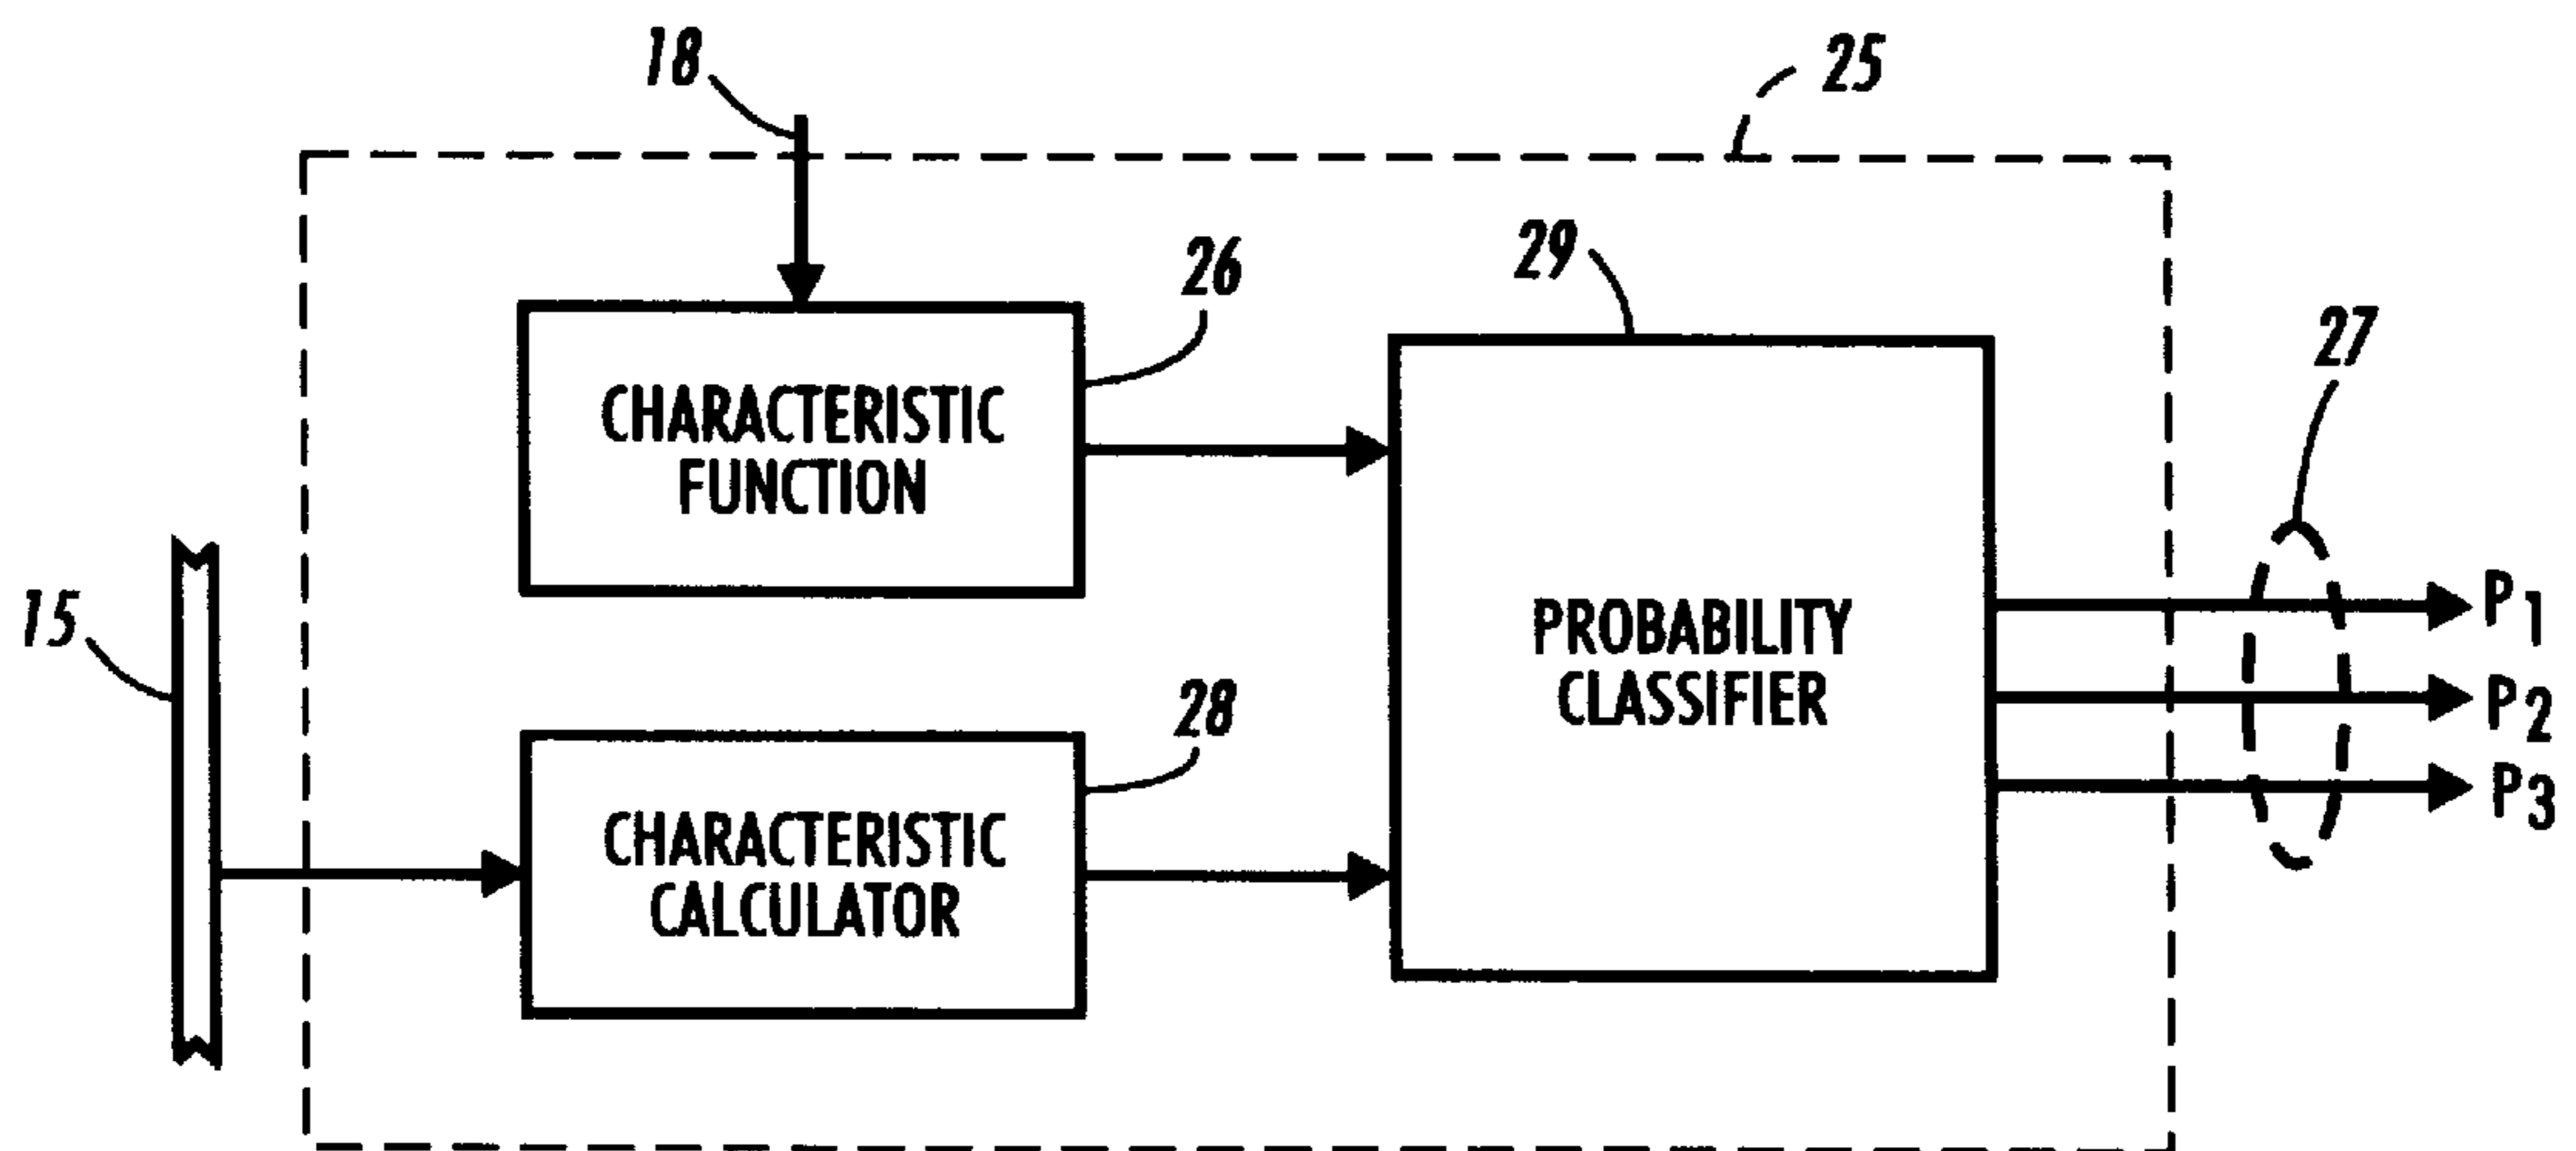 18
25
26
29
27
CHARACTERISTIC
FUNCTION
15
PROBABILITY
CLASSIFIER
P1
P2
P3
28
CHARACTERISTIC
CALCULATOR